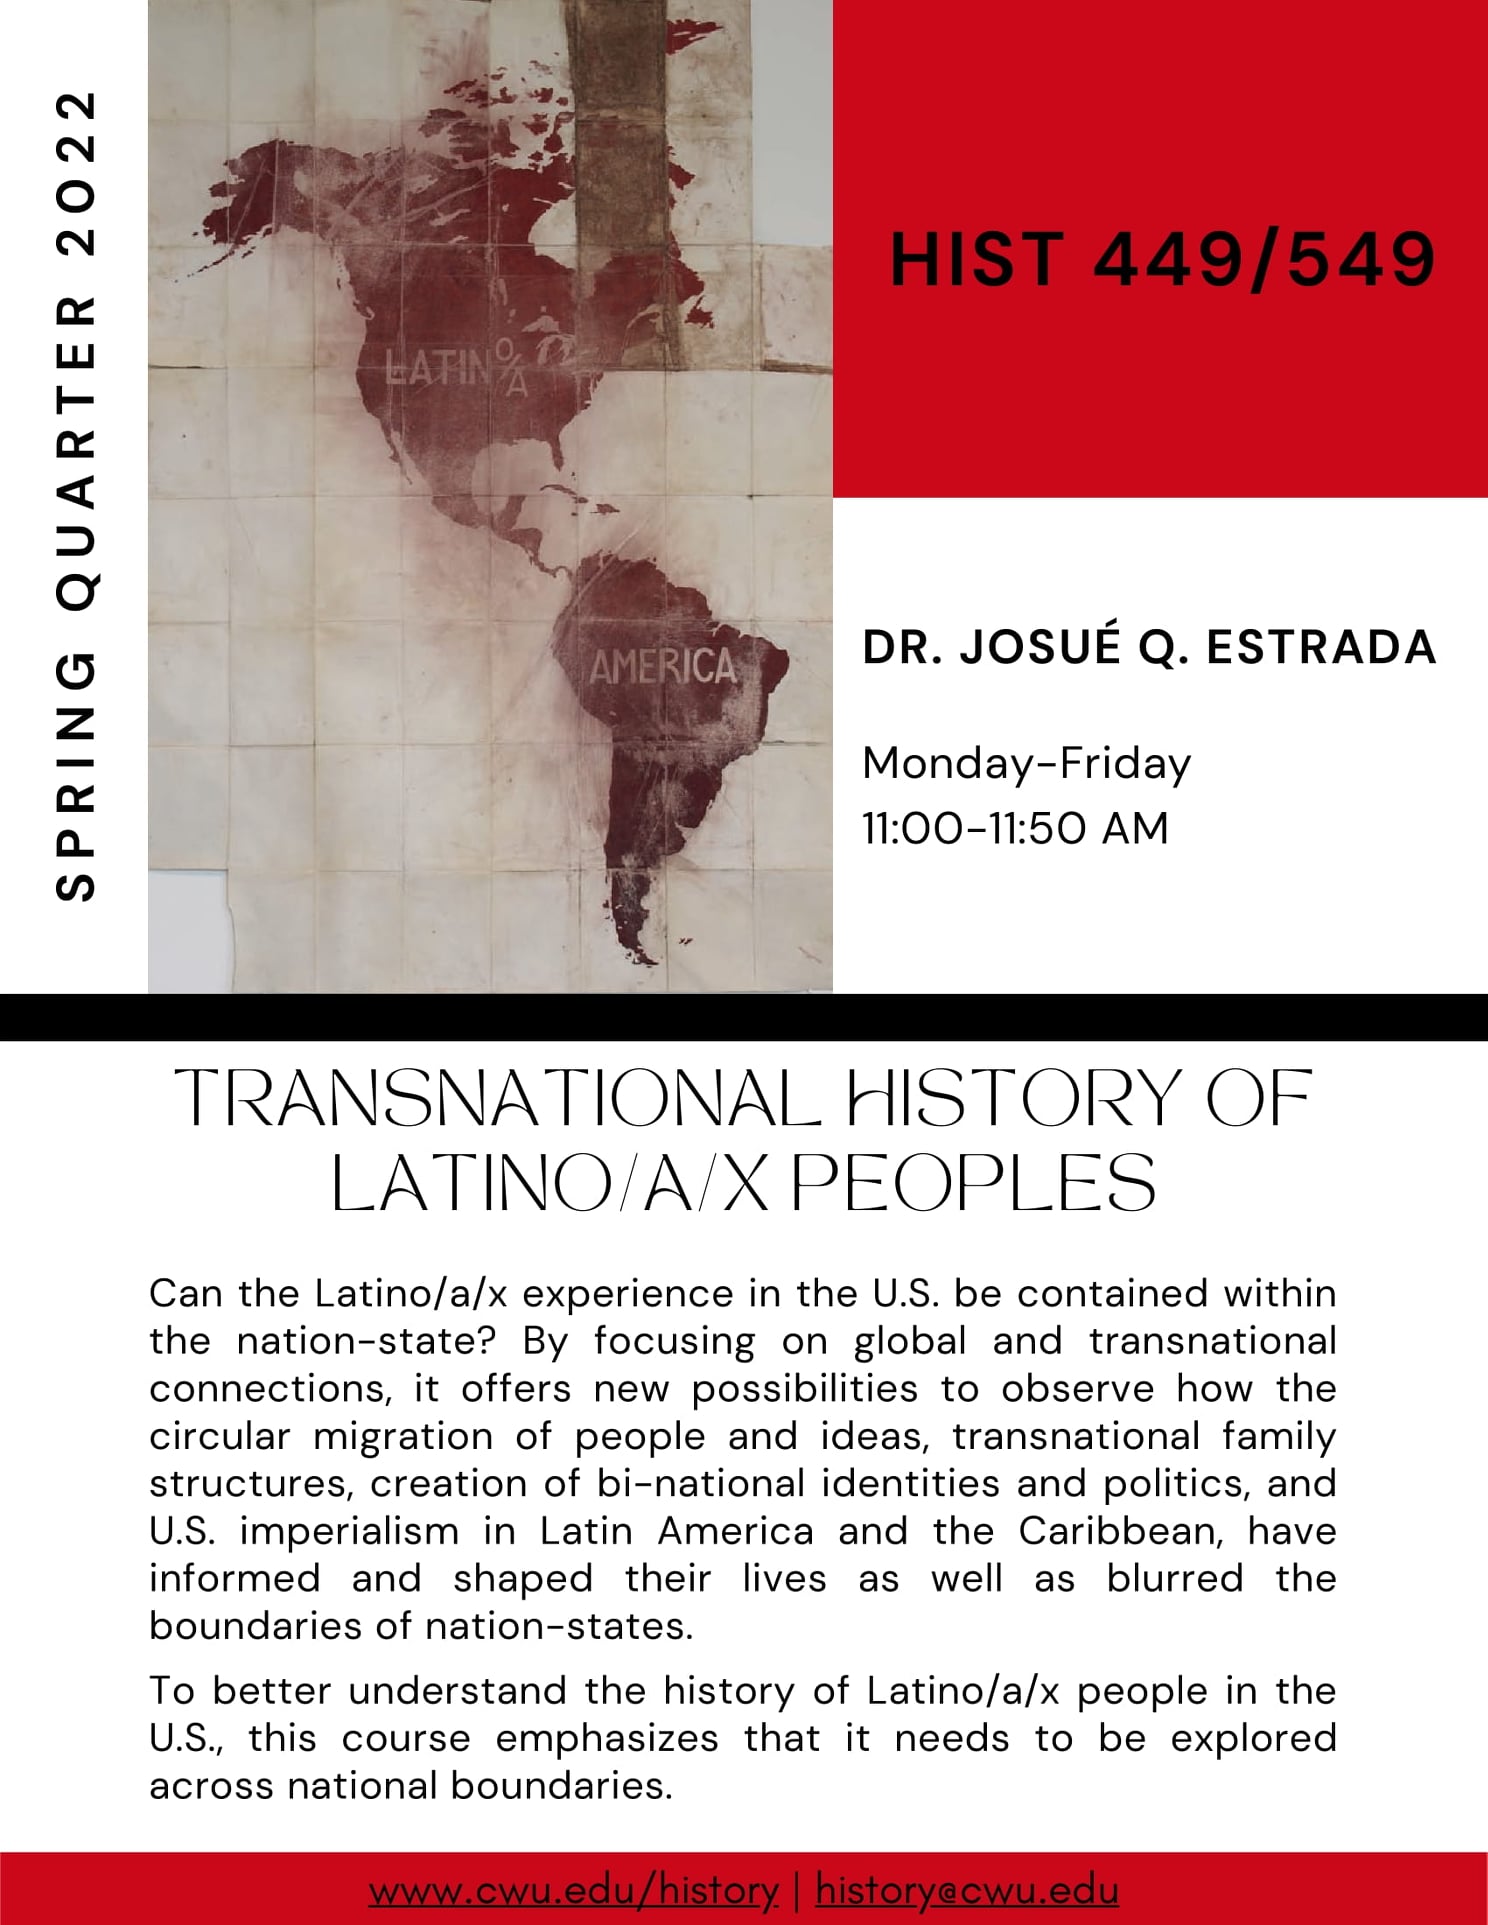 SPRING QUARTER 2022
LATINO/A
AMERICA
HIST 449/549
DR. JOSUÉ Q. ESTRADA
Monday-Friday
11:00-11:50 AM
TRANSNATIONAL HISTORY OF
LATINO/A/X PEOPLES
Can the Latino/a/x experience in the U.S. be contained within
the nation-state? By focusing on global and transnational
connections, it offers new possibilities to observe how the
circular migration of people and ideas, transnational family
structures, creation of bi-national identities and politics, and
U.S. imperialism in Latin America and the Caribbean, have
informed and shaped their lives as well as blurred the
boundaries of nation-states.
To better understand the history of Latino/a/x people in the
U.S., this course emphasizes that it needs to be explored
across national boundaries.
www.cwu.edu/history | history@cwu.edu